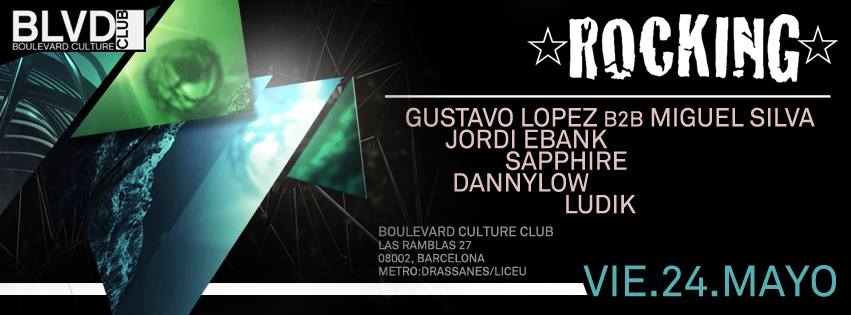 BLVD
CLUB
BOULEVARD CULTURE
ROCKING
GUSTAVO LOPEZ B2B MIGUEL SILVA
JORDI EBANK
SAPPHIRE
DANNYLOW
LUDIK
BOULEVARD CULTURE CLUB
LAS RAMBLAS 27
08002, BARCELONA
METRO:DRASSANES/LICEU
VIE.24.MAYO